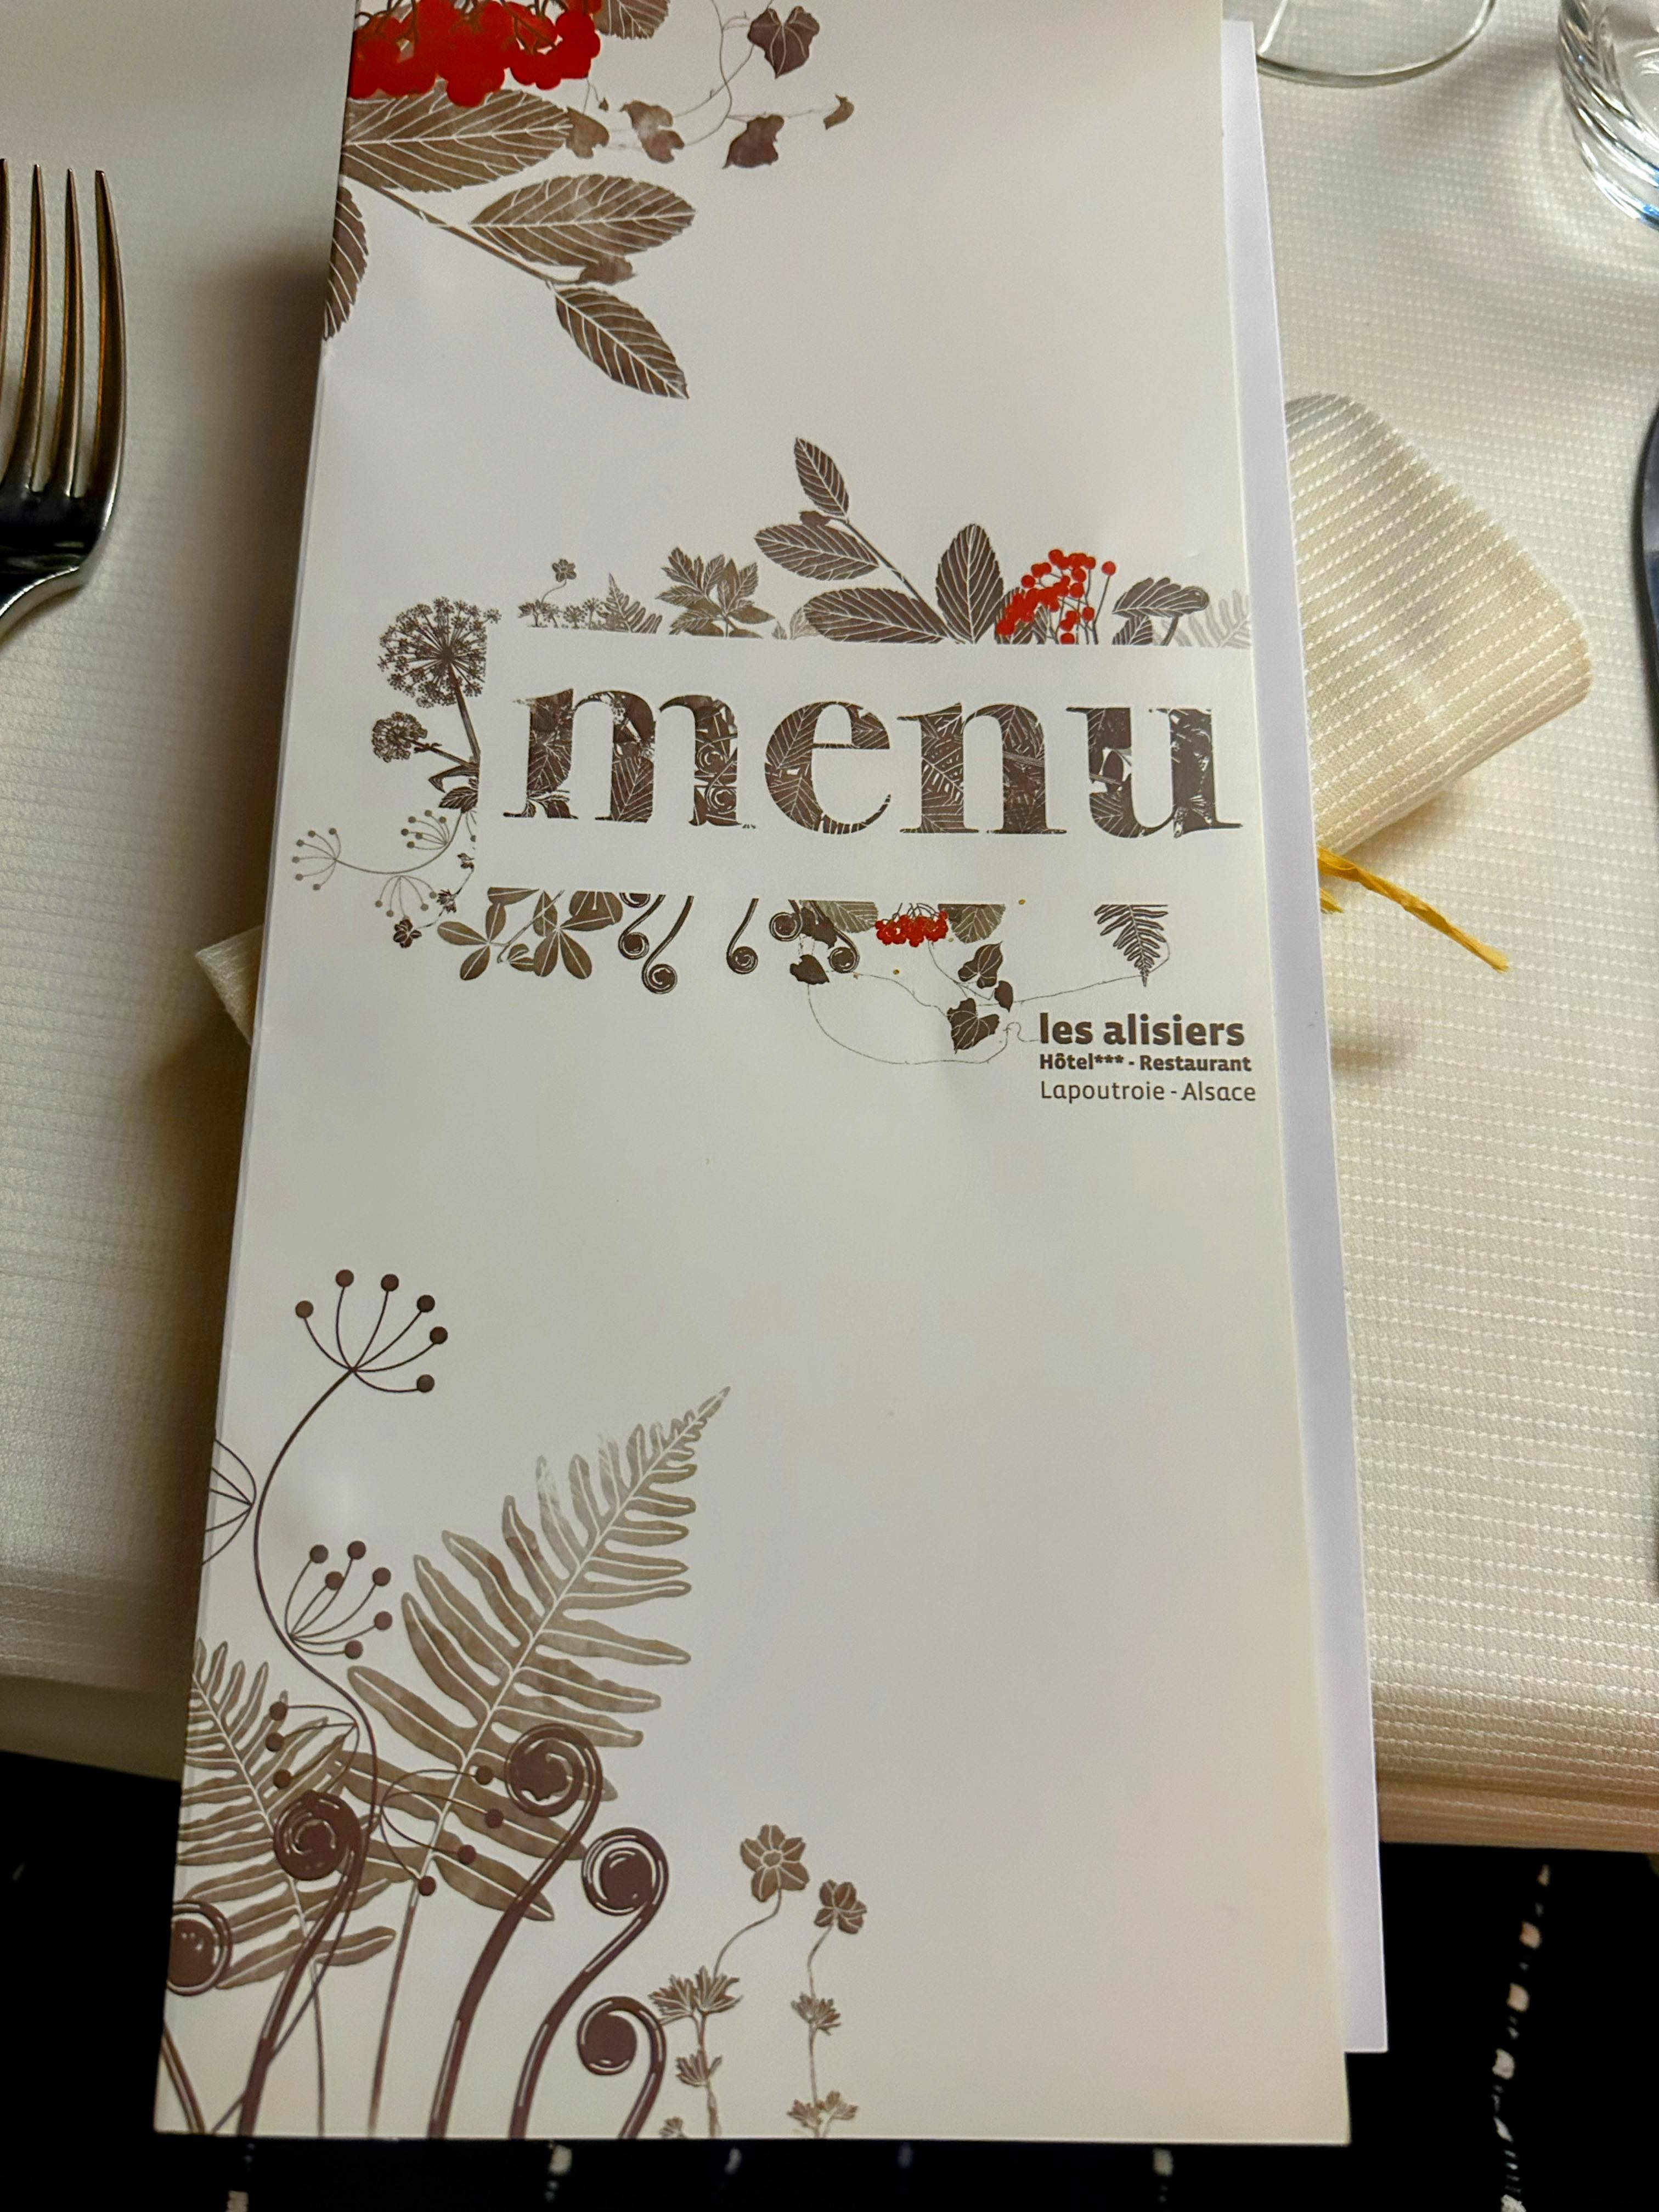 menu
les alisiers
Hôtel*** - Restaurant
Lapoutroie - Alsace